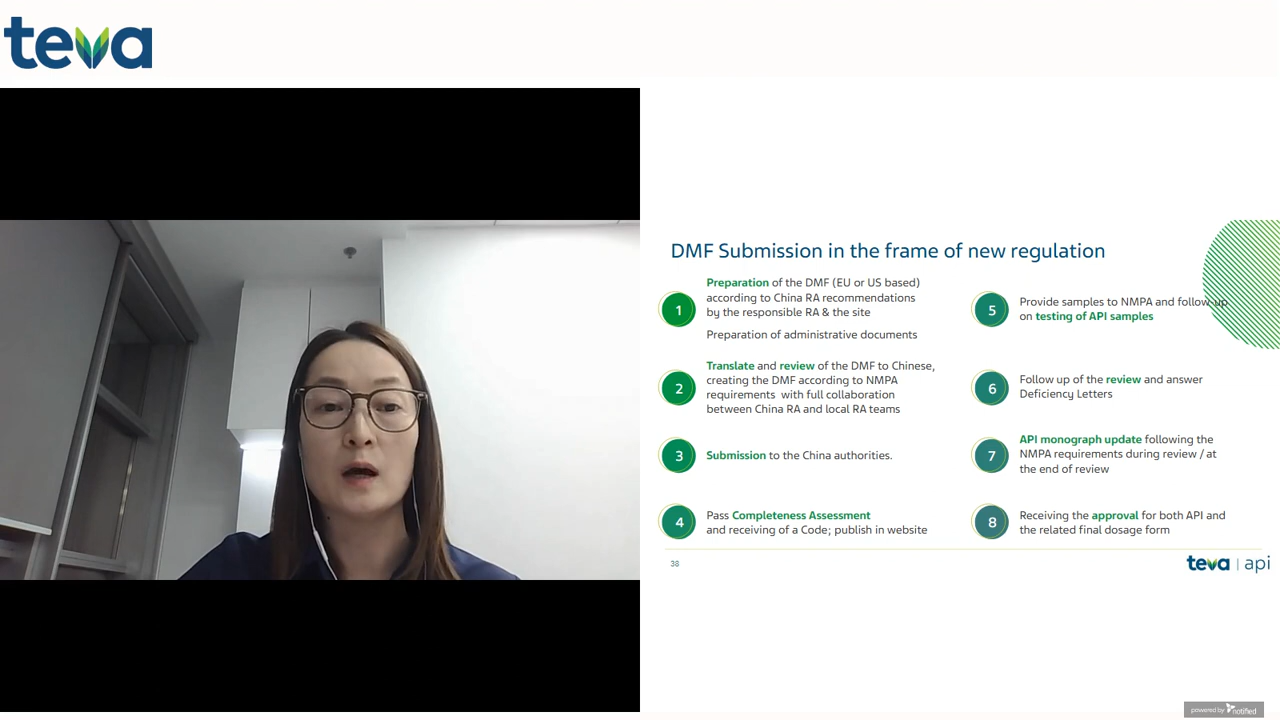 teva
DMF Submission in the frame of new regulation
1
Preparation of the DMF (EU or US based)
according to China RA recommendations
by the responsible RA & the site
Preparation of administrative documents
2
Translate and review of the DMF to Chinese,
creating the DMF according to NMPA
requirements with full collaboration
between China RA and local RA teams
3
Submission to the China authorities.
4
Pass Completeness Assessment
and receiving of a Code; publish in website
5
Provide samples to NMPA and follow-up
on testing of API samples
6
Follow up of the review and answer
Deficiency Letters
7
API monograph update following the
NMPA requirements during review / at
the end of review
8
Receiving the approval for both API and
the related final dosage form
38
teva | api
powered by notified